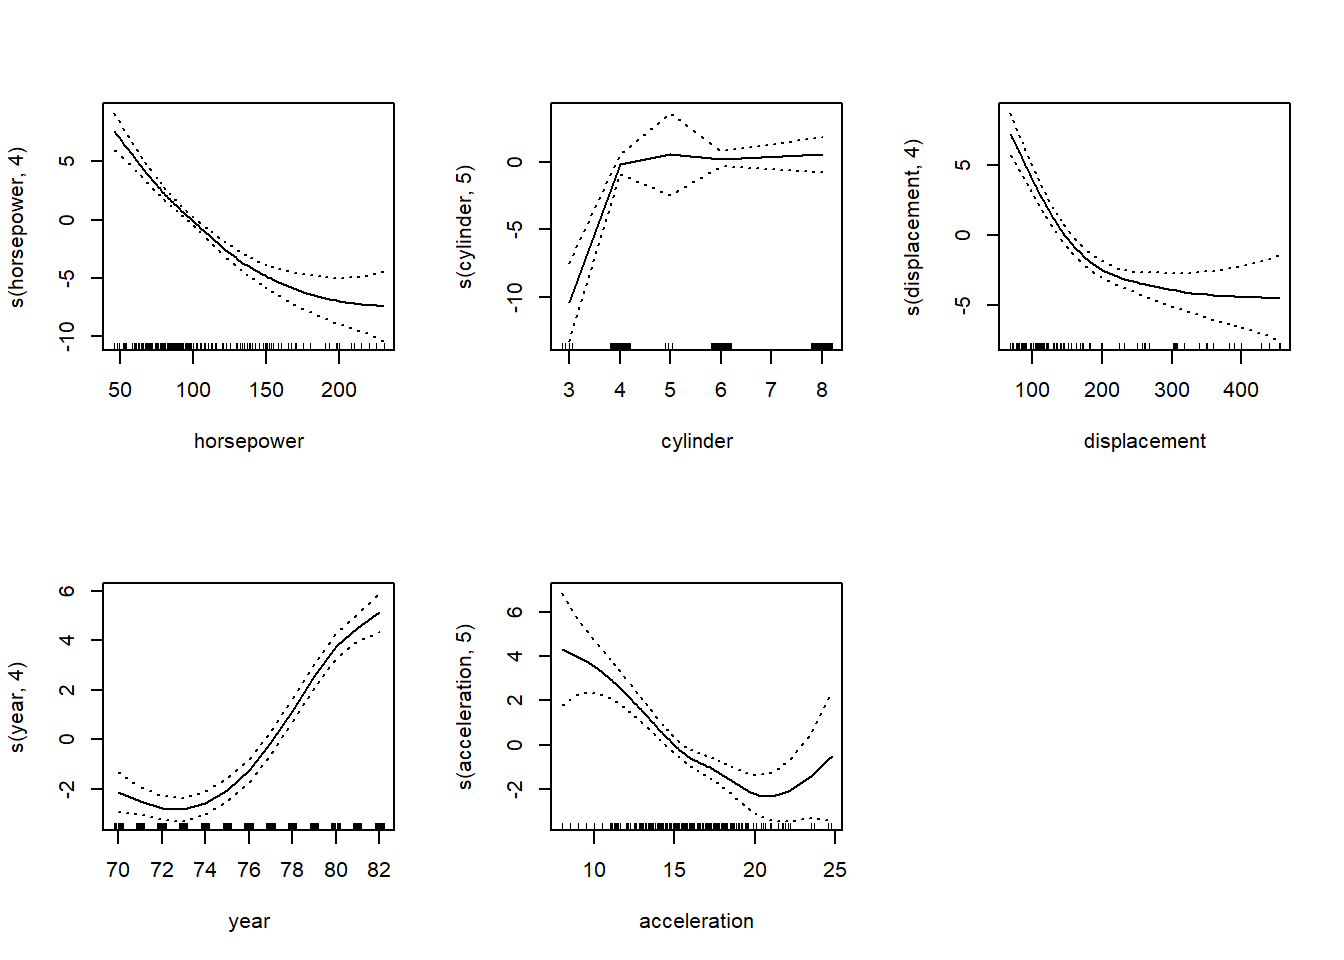 s(horsepower, 4)
5
0
-5
-10
50 100 150 200
horsepower
s(cylinder, 5)
0
-5
-10
3 4 5 6 7 8
cylinder
s(displacement, 4)
5
0
-5
100 200 300 400
displacement
s(year, 4)
6
4
2
0
-2
70 72 74 76 78 80 82
year
s(acceleration, 5)
6
4
2
0
-2
10 15 20 25
acceleration